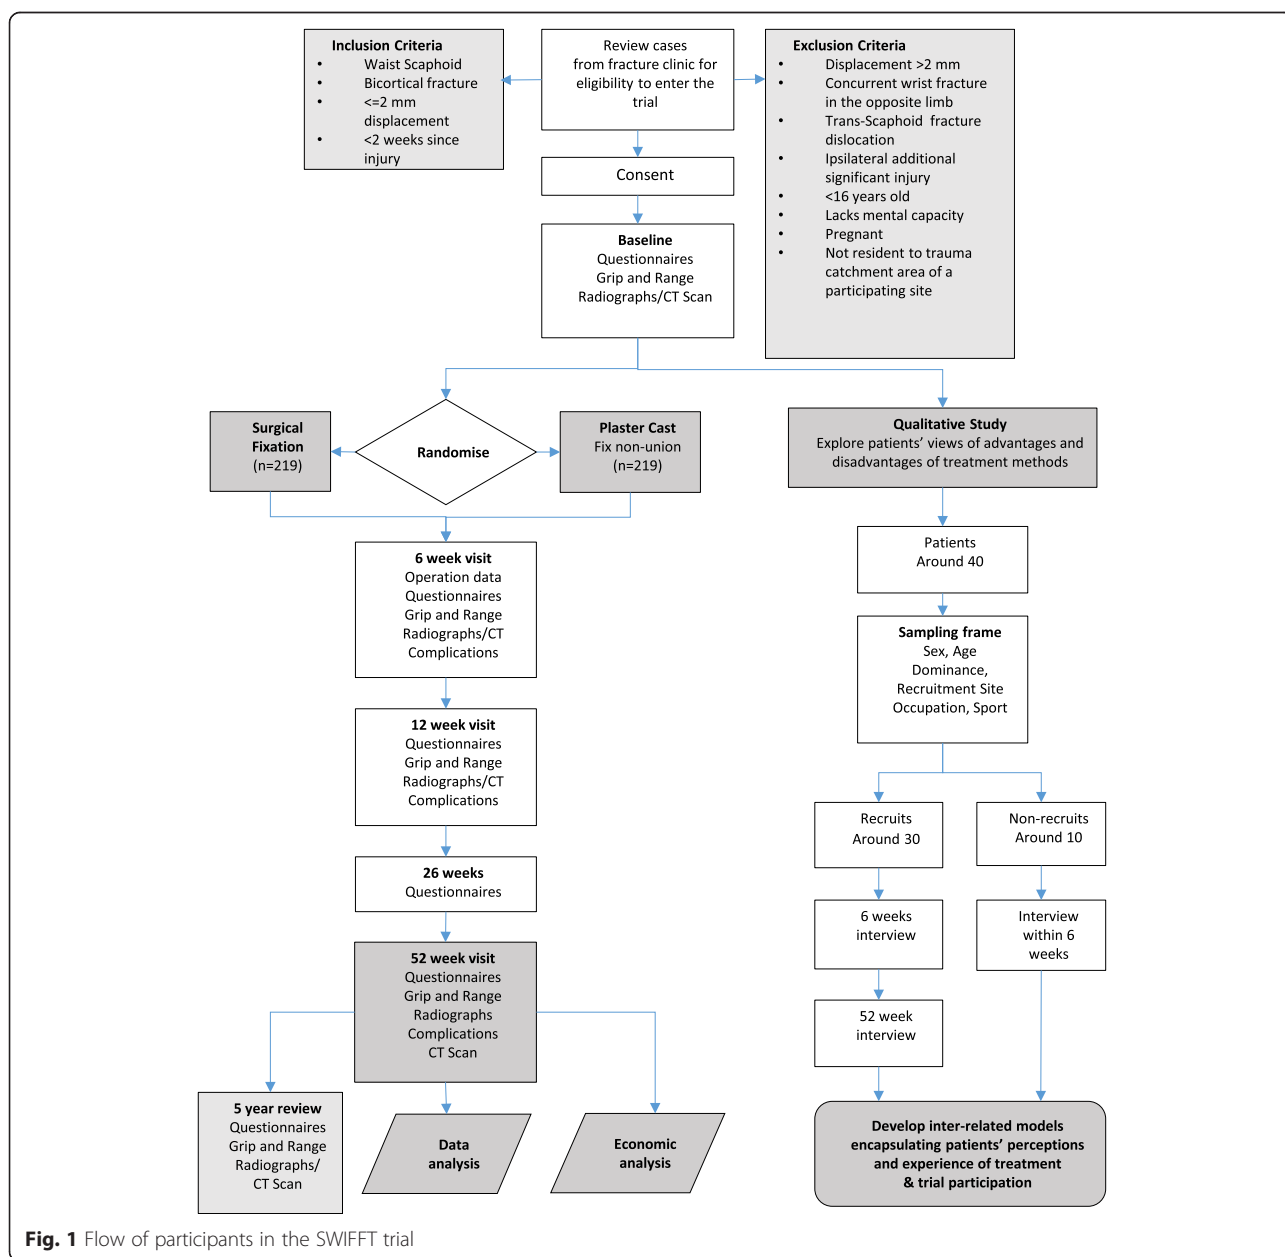 Inclusion Criteria
• Waist Scaphoid
• Bicortical fracture
• <=2 mm
displacement
• <2 weeks since
injury
Review cases
from fracture clinic for
eligibility to enter the
trial
Exclusion Criteria
• Displacement >2 mm
• Concurrent wrist fracture
in the opposite limb
• Trans-Scaphoid fracture
dislocation
• Ipsilateral additional
significant injury
• <16 years old
• Lacks mental capacity
• Pregnant
• Not resident to trauma
catchment area of a
participating site
Consent
Baseline
Questionnaires
Grip and Range
Radiographs/CT Scan
Surgical
Fixation
(n=219)
Randomise
Plaster Cast
Fix non-union
(n=219)
Qualitative Study
Explore patients’ views of advantages and
disadvantages of treatment methods
6 week visit
Operation data
Questionnaires
Grip and Range
Radiographs/CT
Complications
12 week visit
Questionnaires
Grip and Range
Radiographs/CT
Complications
26 weeks
Questionnaires
52 week visit
Questionnaires
Grip and Range
Radiographs
Complications
CT Scan
5 year review
Questionnaires
Grip and Range
Radiographs/
CT Scan
Data
analysis
Economic
analysis
Patients
Around 40
Sampling frame
Sex, Age
Dominance,
Recruitment Site
Occupation, Sport
Recruits
Around 30
Non-recruits
Around 10
6 weeks
interview
Interview
within 6
weeks
52 week
interview
Develop inter-related models
encapsulating patients’ perceptions
and experience of treatment
& trial participation
Fig. 1 Flow of participants in the SWIFFT trial